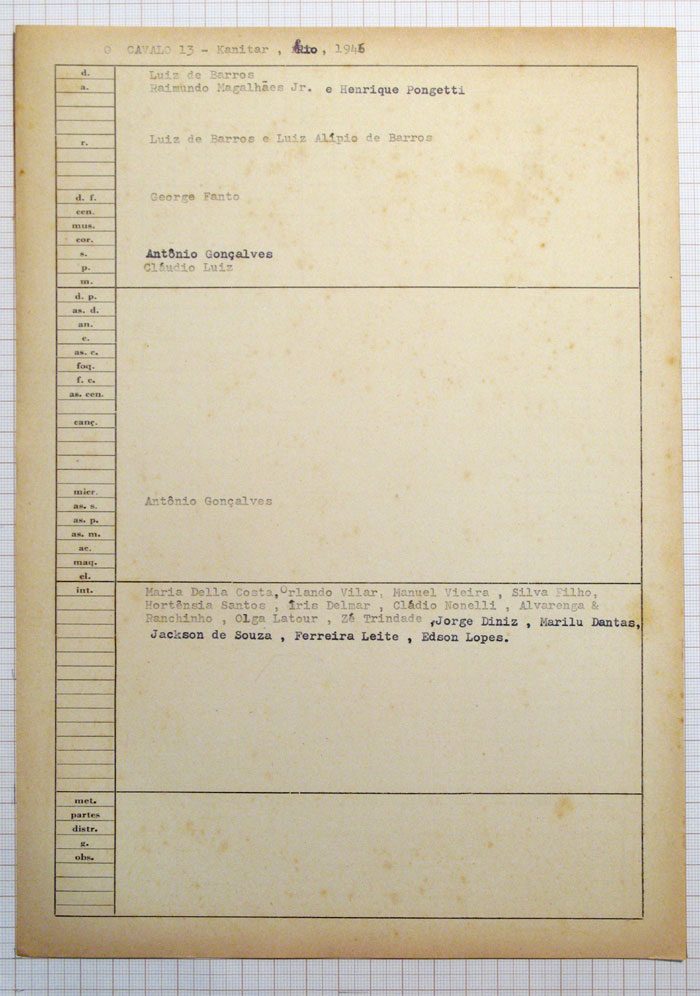 O CAVALO 13 - Kanitar , Rio , 1946
d. Luiz de Barros
a. Raimundo Magalhães Jr. e Henrique Pongetti
r. Luiz de Barros e Luiz Alípio de Barros
d. f. George Fanto
cen.
mus.
cor.
s. Antônio Gonçalves
p. Cláudio Luiz
m.
d. p.
as. d.
an.
c.
as. c.
foq.
f. c.
as. cen.
canç.
micr.
as. s. Antônio Gonçalves
as. p.
as. m.
ac.
maq.
el.
int. Maria Della Costa, Orlando Vilar, Manuel Vieira , Silva Filho,
Hortênsia Santos , Íris Delmar , Cládio Nonelli , Alvarenga &
Ranchinho , Olga Latour , Zé Trindade ,Jorge Diniz , Marilu Dantas,
Jackson de Souza , Ferreira Leite , Edson Lopes.
met.
partes
distr.
g.
obs.